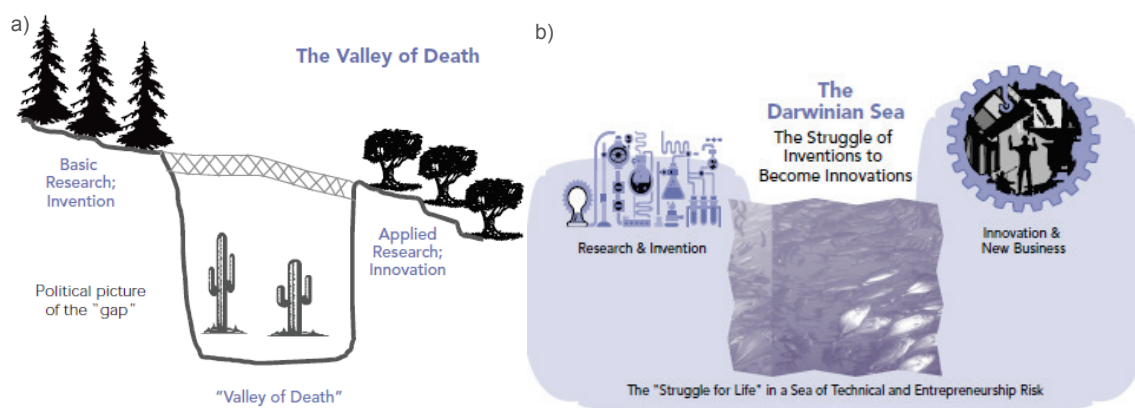 a)
The Valley of Death
Basic
Research;
Invention
Applied
Research;
Innovation
Political picture
of the "gap"
"Valley of Death"
b)
The
Darwinian Sea
The Struggle of
Inventions to
Become Innovations
Research & Invention
Innovation &
New Business
The "Struggle for Life" in a Sea of Technical and Entrepreneurship Risk